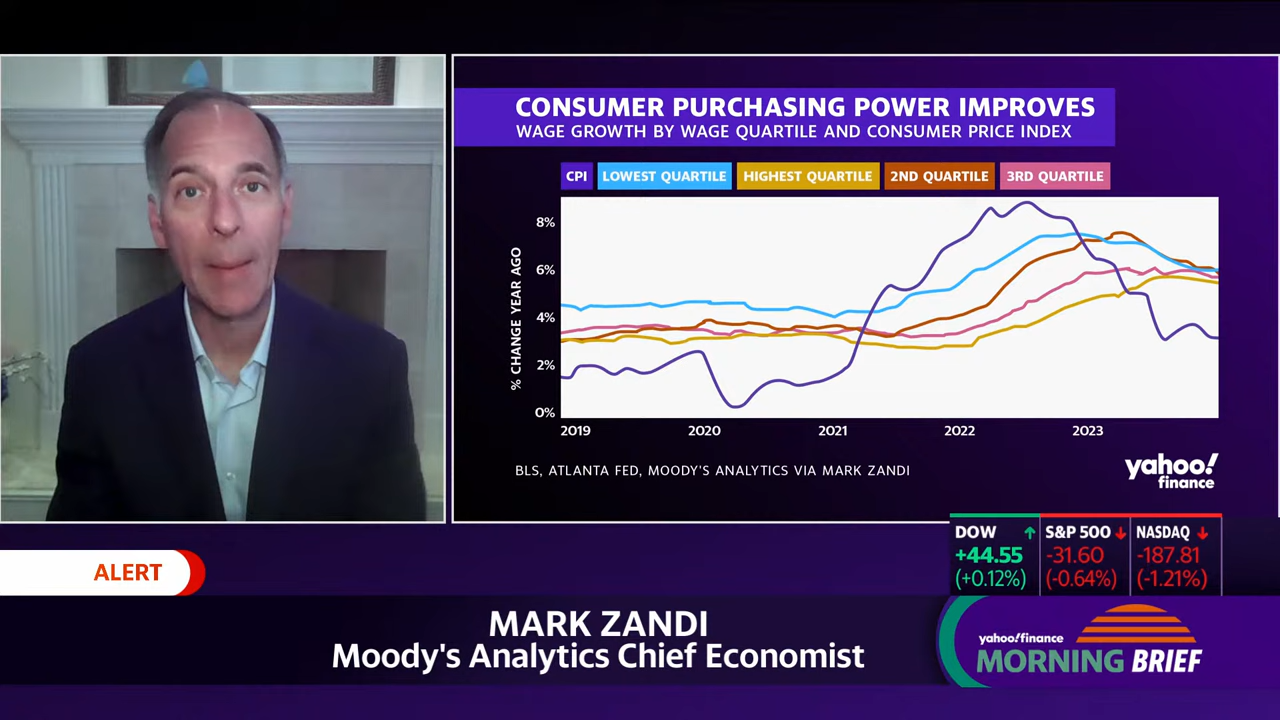 CONSUMER PURCHASING POWER IMPROVES
WAGE GROWTH BY WAGE QUARTILE AND CONSUMER PRICE INDEX
CPI LOWEST QUARTILE HIGHEST QUARTILE 2ND QUARTILE 3RD QUARTILE
% CHANGE YEAR AGO
8%
6%
4%
2%
0%
2019 2020 2021 2022 2023
BLS, ATLANTA FED, MOODY'S ANALYTICS VIA MARK ZANDI
yahoo!
finance
DOW S&P 500 NASDAQ
+44.55 -31.60 -187.81
(+0.12%) (-0.64%) (-1.21%)
ALERT
MARK ZANDI
Moody's Analytics Chief Economist
yahoo!finance
MORNING BRIEF